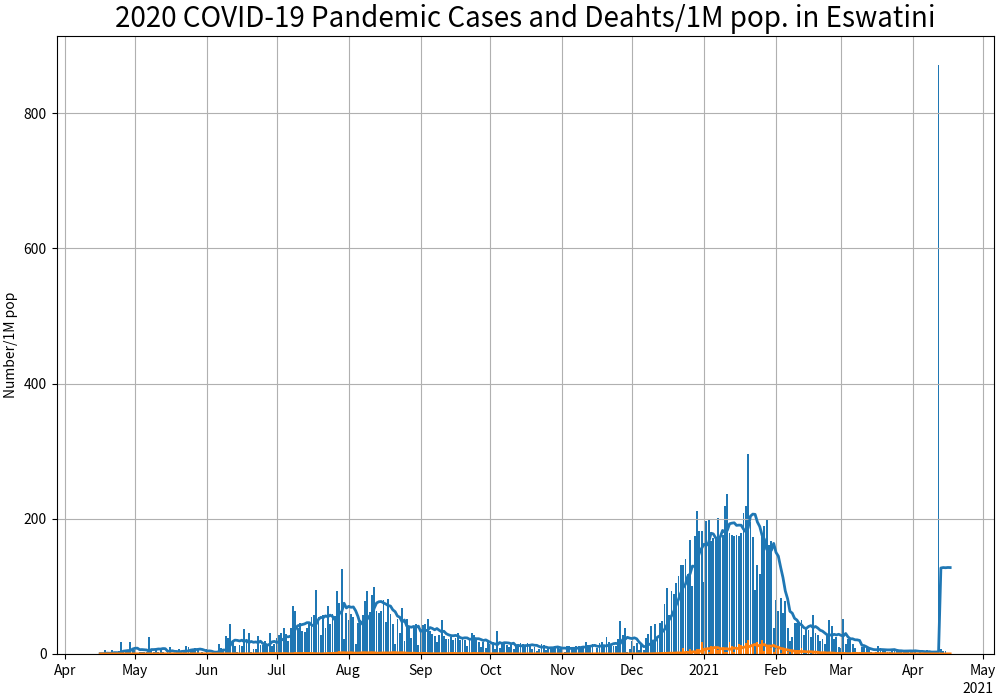 2020 COVID-19 Pandemic Cases and Deahts/1M pop. in Eswatini
Number/1M pop
800
600
400
200
0
Apr May Jun Jul Aug Sep Oct Nov Dec 2021 Feb Mar Apr May
2021